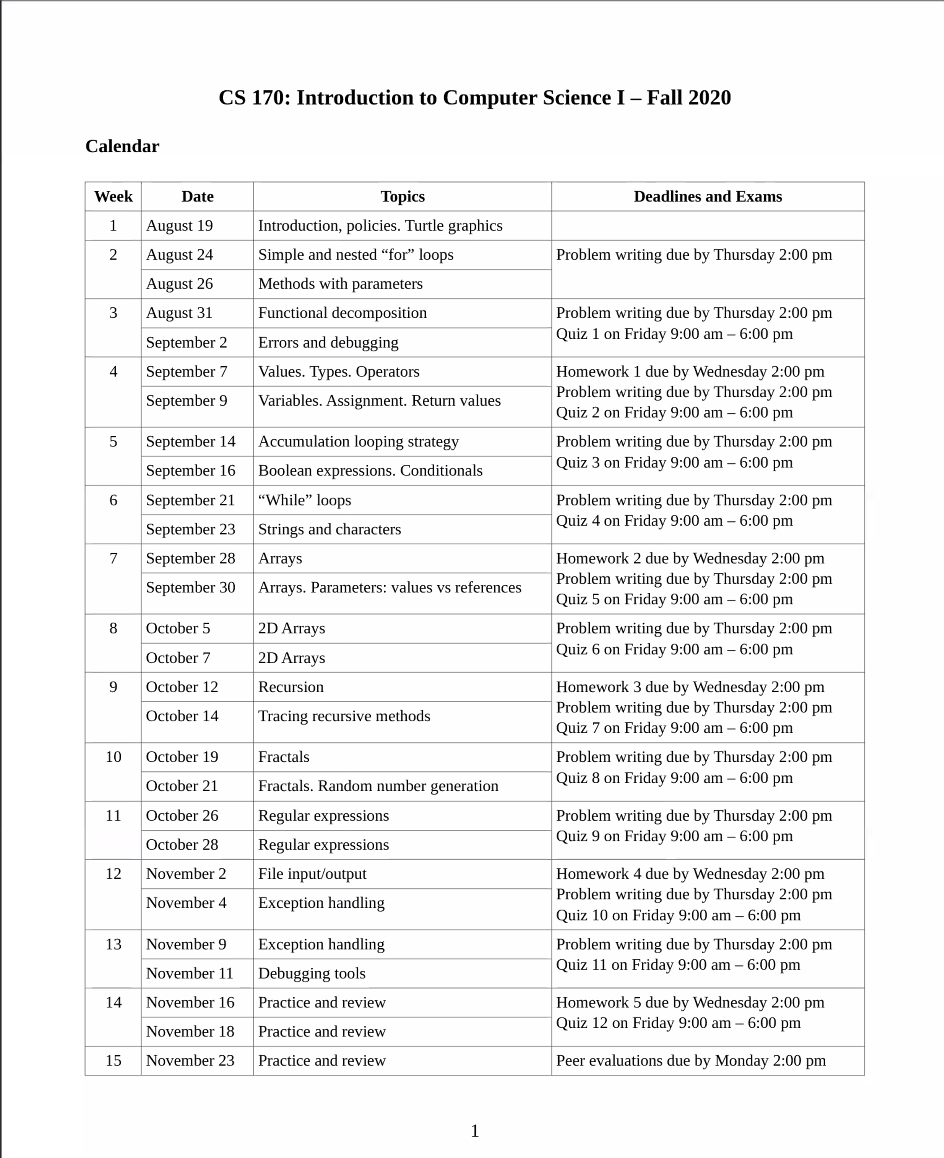 CS 170: Introduction to Computer Science I – Fall 2020
Calendar
Week Date Topics Deadlines and Exams
1 August 19 Introduction, policies. Turtle graphics
2 August 24 Simple and nested “for” loops Problem writing due by Thursday 2:00 pm
August 26 Methods with parameters
3 August 31 Functional decomposition Problem writing due by Thursday 2:00 pm
Quiz 1 on Friday 9:00 am – 6:00 pm
September 2 Errors and debugging
4 September 7 Values. Types. Operators Homework 1 due by Wednesday 2:00 pm
Problem writing due by Thursday 2:00 pm
September 9 Variables. Assignment. Return values
Quiz 2 on Friday 9:00 am – 6:00 pm
5 September 14 Accumulation looping strategy Problem writing due by Thursday 2:00 pm
Quiz 3 on Friday 9:00 am – 6:00 pm
September 16 Boolean expressions. Conditionals
6 September 21 “While” loops Problem writing due by Thursday 2:00 pm
Quiz 4 on Friday 9:00 am – 6:00 pm
September 23 Strings and characters
7 September 28 Arrays Homework 2 due by Wednesday 2:00 pm
Problem writing due by Thursday 2:00 pm
September 30 Arrays. Parameters: values vs references
Quiz 5 on Friday 9:00 am – 6:00 pm
8 October 5 2D Arrays Problem writing due by Thursday 2:00 pm
Quiz 6 on Friday 9:00 am – 6:00 pm
October 7 2D Arrays
9 October 12 Recursion Homework 3 due by Wednesday 2:00 pm
Problem writing due by Thursday 2:00 pm
October 14 Tracing recursive methods
Quiz 7 on Friday 9:00 am – 6:00 pm
10 October 19 Fractals Problem writing due by Thursday 2:00 pm
Quiz 8 on Friday 9:00 am – 6:00 pm
October 21 Fractals. Random number generation
11 October 26 Regular expressions Problem writing due by Thursday 2:00 pm
Quiz 9 on Friday 9:00 am – 6:00 pm
October 28 Regular expressions
12 November 2 File input/output Homework 4 due by Wednesday 2:00 pm
Problem writing due by Thursday 2:00 pm
November 4 Exception handling
Quiz 10 on Friday 9:00 am – 6:00 pm
13 November 9 Exception handling Problem writing due by Thursday 2:00 pm
Quiz 11 on Friday 9:00 am – 6:00 pm
November 11 Debugging tools
14 November 16 Practice and review Homework 5 due by Wednesday 2:00 pm
Quiz 12 on Friday 9:00 am – 6:00 pm
November 18 Practice and review
15 November 23 Practice and review Peer evaluations due by Monday 2:00 pm
1